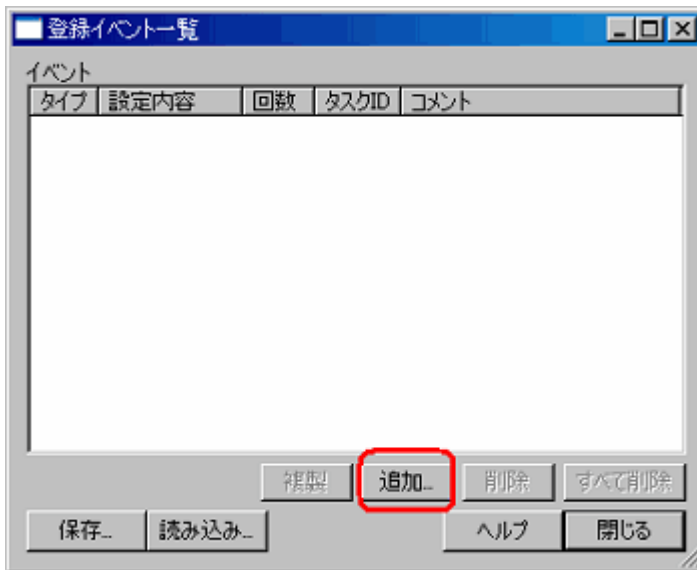 登録イベント一覧
イベント
タイプ 設定内容 回数 タスクID コメント
複製 追加... 削除 すべて削除
保存... 読み込み... ヘルプ 閉じる